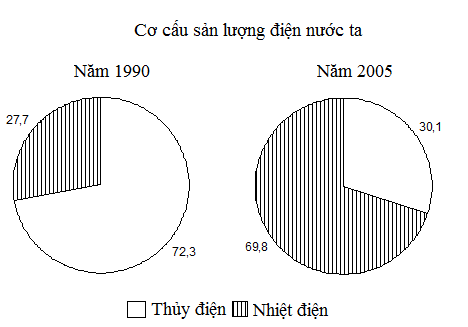 Cơ cấu sản lượng điện nước ta
Năm 1990
Năm 2005
27,7
72,3
30,1
69,8
Thủy điện
Nhiệt điện